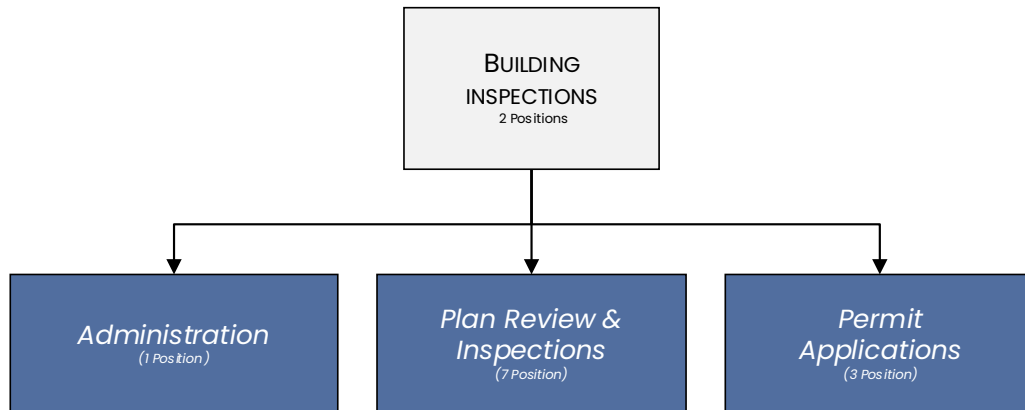 BUILDING
INSPECTIONS
2 Positions
Administration
(1 Position)
Plan Review &
Inspections
(7 Position)
Permit
Applications
(3 Position)